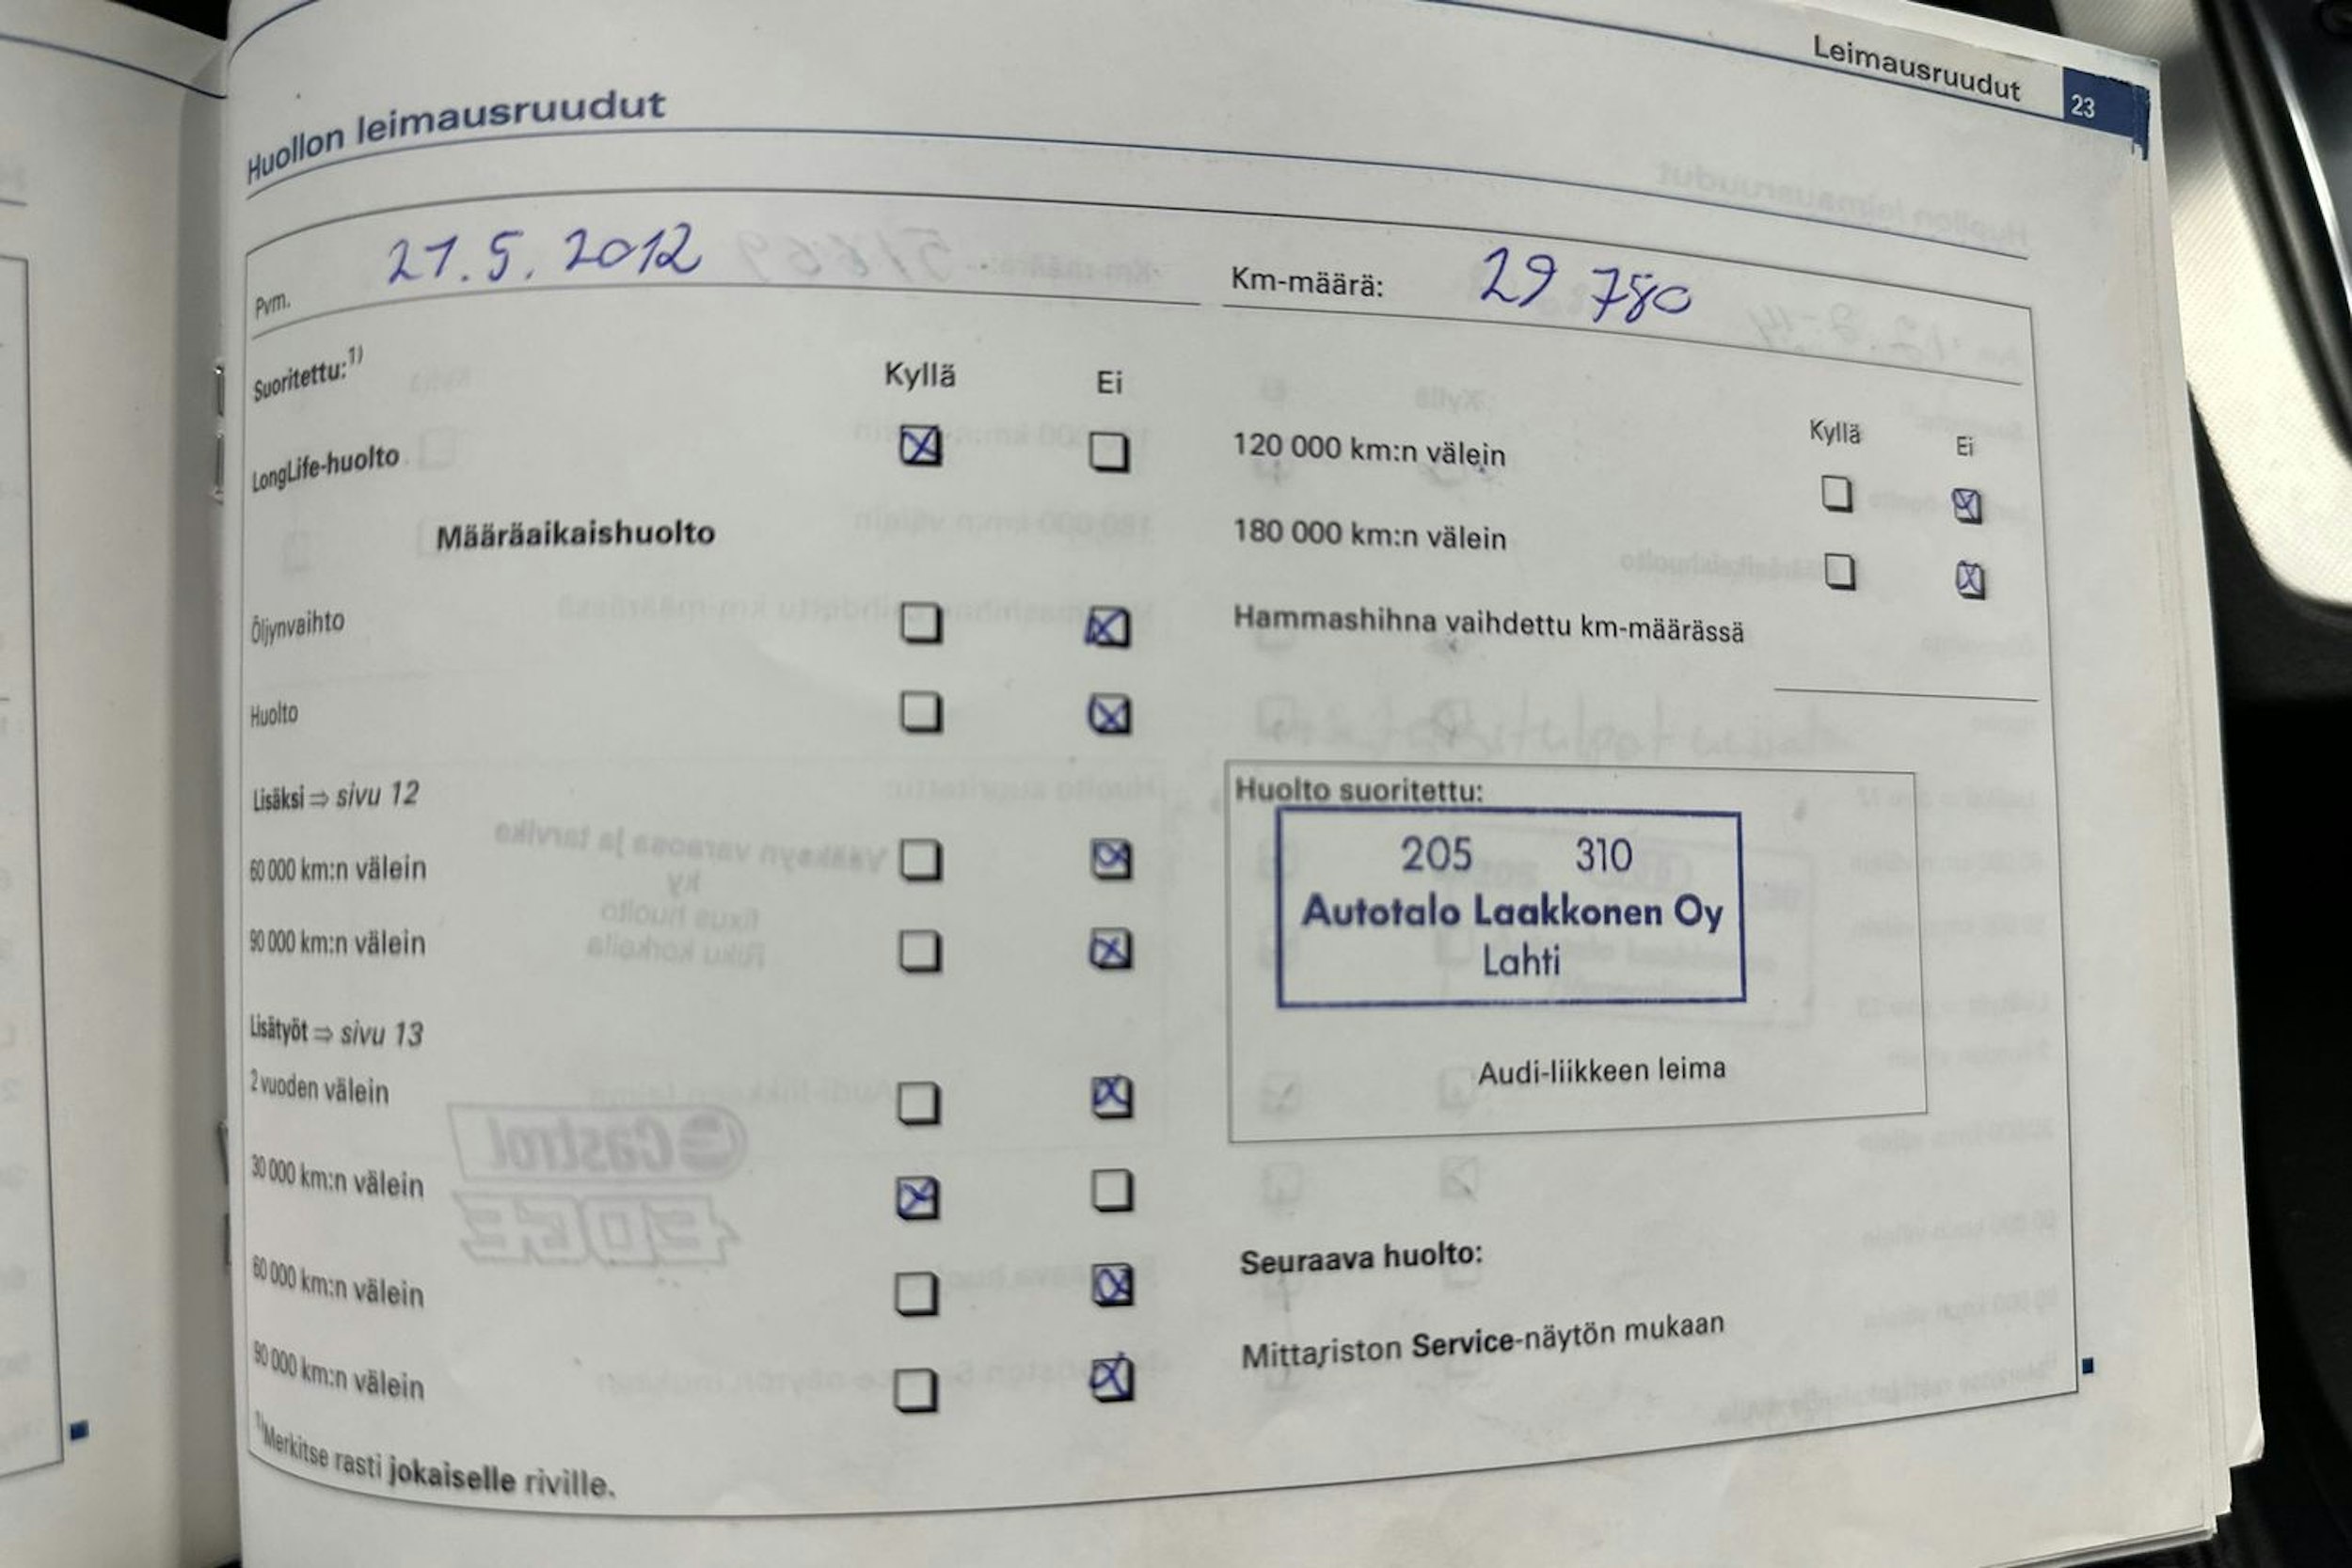 Leimausruudut 23
Huollon leimausruudut
Pvm. 21.5.2012
Km-määrä: 29 780
Suoritettu:1)
Kyllä Ei
LongLife-huolto
Määräaikaishuolto
Öljynvaihto
Huolto
Lisäksi ⇒ sivu 12
60 000 km:n välein
90 000 km:n välein
Lisätyöt ⇒ sivu 13
2 vuoden välein
30 000 km:n välein
60 000 km:n välein
90 000 km:n välein
1) Merkitse rasti jokaiselle riville.
Kyllä Ei
120 000 km:n välein
180 000 km:n välein
Hammashihna vaihdettu km-määrässä
Huolto suoritettu:
205 310
Autotalo Laakkonen Oy
Lahti
Audi-liikkeen leima
Seuraava huolto:
Mittariston Service-näytön mukaan